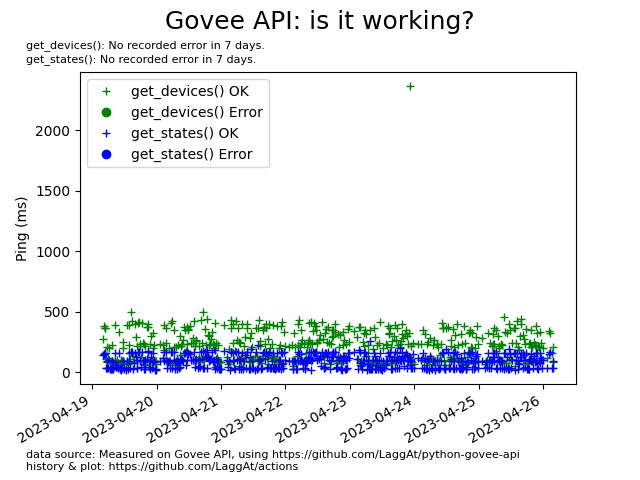 Govee API: is it working?
get_devices(): No recorded error in 7 days.
get_states(): No recorded error in 7 days.
get_devices() OK
get_devices() Error
get_states() OK
get_states() Error
Ping (ms)
2000
1500
1000
500
0
2023-04-19
2023-04-20
2023-04-21
2023-04-22
2023-04-23
2023-04-24
2023-04-25
2023-04-26
data source: Measured on Govee API, using https://github.com/LaggAt/python-govee-api
history & plot: https://github.com/LaggAt/actions